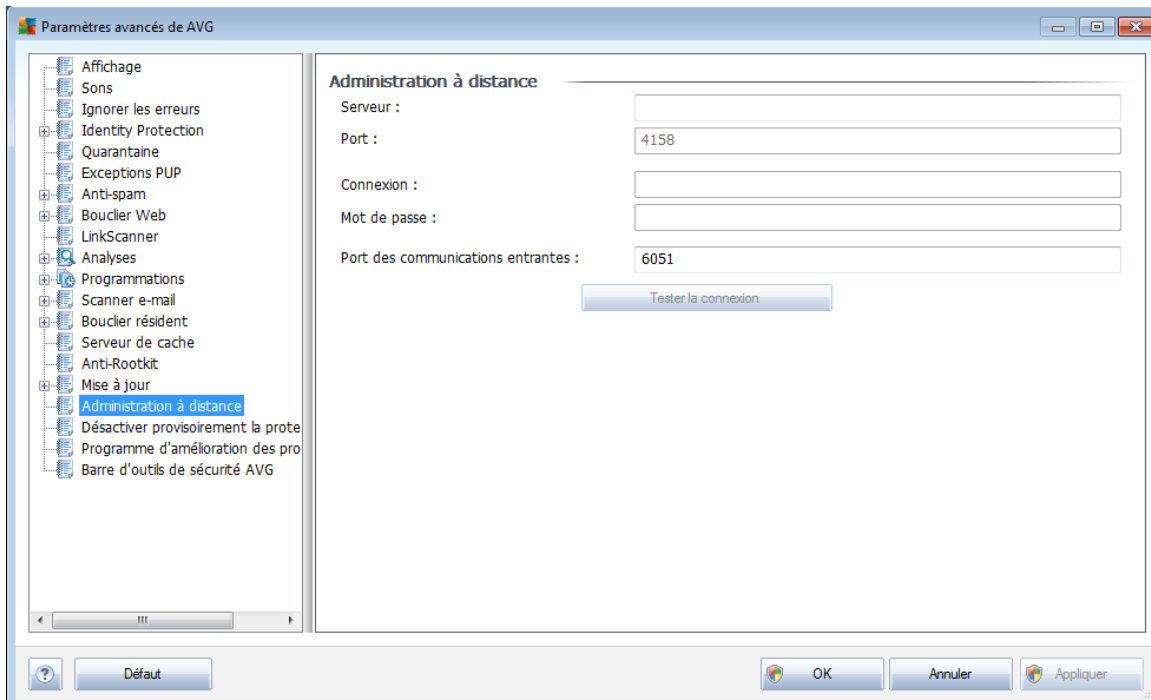 Paramètres avancés de AVG
Affichage
Sons
Ignorer les erreurs
Identity Protection
Quarantaine
Exceptions PUP
Anti-spam
Bouclier Web
LinkScanner
Analyses
Programmations
Scanner e-mail
Bouclier résident
Serveur de cache
Anti-Rootkit
Mise à jour
Administration à distance
Désactiver provisoirement la prote
Programme d'amélioration des pro
Barre d'outils de sécurité AVG
Administration à distance
Serveur :
Port : 4158
Connexion :
Mot de passe :
Port des communications entrantes : 6051
Tester la connexion
? Défaut OK Annuler Appliquer